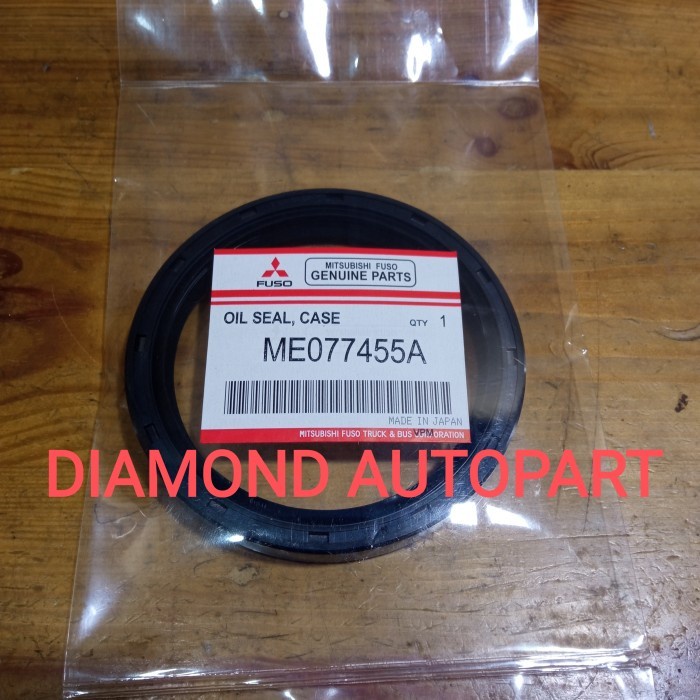 FUSO
MITSUBISHI FUSO
GENUINE PARTS
OIL SEAL, CASE QTY 1
ME077455A
MADE IN JAPAN
MITSUBISHI FUSO TRUCK & BUS CORPORATION
DIAMOND AUTOPART